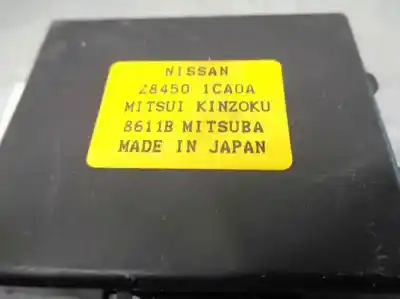 NISSAN
28450 1CA0A
MITSUI KINZOKU
8611B MITSUBA
MADE IN JAPAN